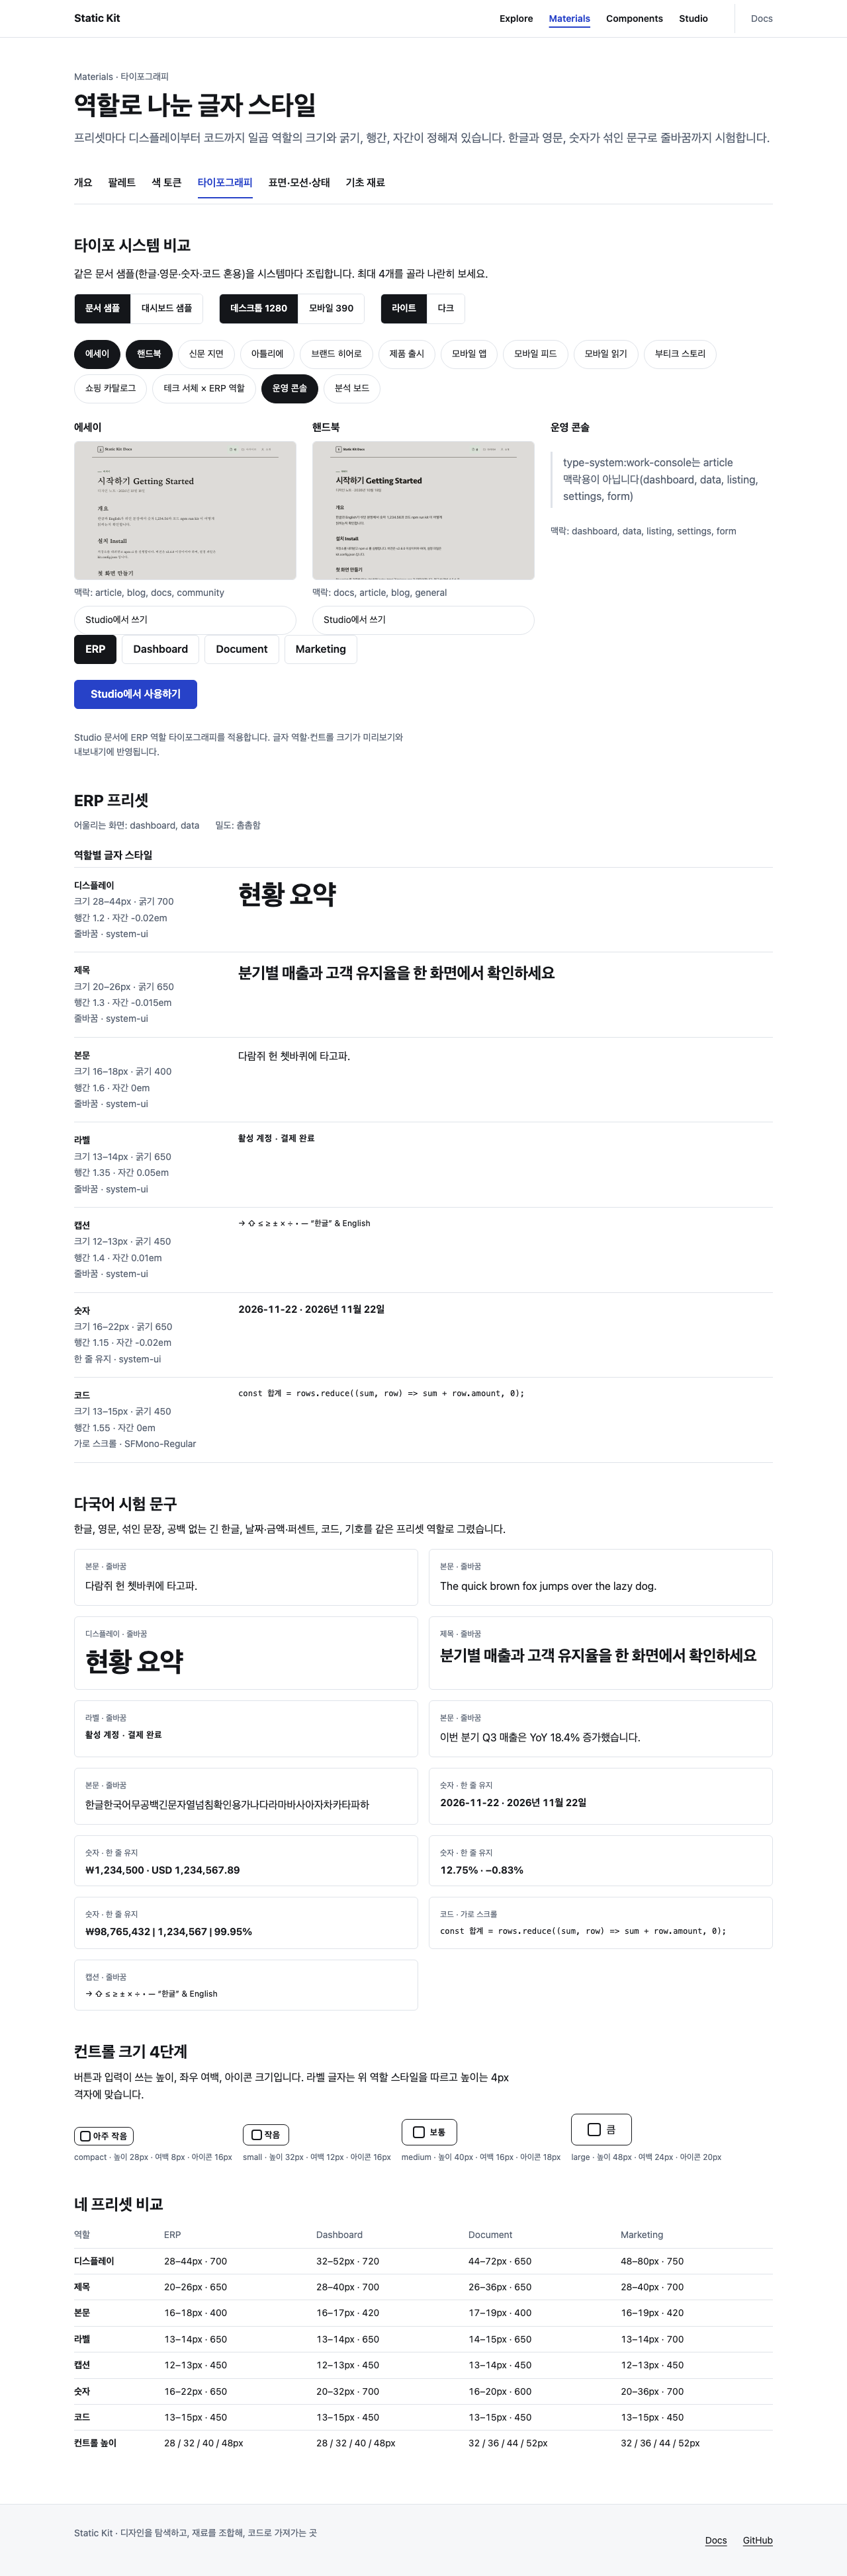 Static Kit
Explore Materials Components Studio Docs
Materials · 타이포그래피
역할로 나눈 글자 스타일
프리셋마다 디스플레이부터 코드까지 일곱 역할의 크기와 굵기, 행간, 자간이 정해져 있습니다. 한글과 영문, 숫자가 섞인 문구로 줄바꿈까지 시험합니다.
개요 팔레트 색 토큰 타이포그래피 표면·모션·상태 기초 재료
타이포 시스템 비교
같은 문서 샘플(한글·영문·숫자·코드 혼용)을 시스템마다 조립합니다. 최대 4개를 골라 나란히 보세요.
문서 샘플 대시보드 샘플 데스크톱 1280 모바일 390 라이트 다크
에세이 핸드북 신문 지면 아틀리에 브랜드 히어로 제품 출시 모바일 앱 모바일 피드 모바일 읽기 부티크 스토리
쇼핑 카탈로그 테크 서체 × ERP 역할 운영 콘솔 분석 보드
에세이 핸드북 운영 콘솔
Static Kit Docs
시작하기 Getting Started
개요
설치 Install
첫 화면 만들기
Static Kit Docs
시작하기 Getting Started
개요
설치 Install
첫 화면 만들기
type-system:work-console는 article
맥락용이 아닙니다(dashboard, data, listing,
settings, form)
맥락: dashboard, data, listing, settings, form
맥락: article, blog, docs, community
맥락: docs, article, blog, general
Studio에서 쓰기 Studio에서 쓰기
ERP Dashboard Document Marketing
Studio에서 사용하기
Studio 문서에 ERP 역할 타이포그래피를 적용합니다. 글자 역할·컨트롤 크기가 미리보기와
내보내기에 반영됩니다.
ERP 프리셋
어울리는 화면: dashboard, data 밀도: 촘촘함
역할별 글자 스타일
디스플레이
크기 28–44px · 굵기 700
행간 1.2 · 자간 -0.02em
줄바꿈 · system-ui
현황 요약
제목
크기 20–26px · 굵기 650
행간 1.3 · 자간 -0.015em
줄바꿈 · system-ui
분기별 매출과 고객 유지율을 한 화면에서 확인하세요
본문
크기 16–18px · 굵기 400
행간 1.6 · 자간 0em
줄바꿈 · system-ui
다람쥐 헌 쳇바퀴에 타고파.
라벨
크기 13–14px · 굵기 650
행간 1.35 · 자간 0.05em
줄바꿈 · system-ui
활성 계정 · 결제 완료
캡션
크기 12–13px · 굵기 450
행간 1.4 · 자간 0.01em
줄바꿈 · system-ui
→ ⇧ ≤ ≥ ± × ÷ • — “한글” & English
숫자
크기 16–22px · 굵기 650
행간 1.15 · 자간 -0.02em
한 줄 유지 · system-ui
2026-11-22 · 2026년 11월 22일
코드
크기 13–15px · 굵기 450
행간 1.55 · 자간 0em
가로 스크롤 · SFMono-Regular
const 합계 = rows.reduce((sum, row) => sum + row.amount, 0);
다국어 시험 문구
한글, 영문, 섞인 문장, 공백 없는 긴 한글, 날짜·금액·퍼센트, 코드, 기호를 같은 프리셋 역할로 그렸습니다.
본문 · 줄바꿈
다람쥐 헌 쳇바퀴에 타고파.
본문 · 줄바꿈
The quick brown fox jumps over the lazy dog.
디스플레이 · 줄바꿈
현황 요약
제목 · 줄바꿈
분기별 매출과 고객 유지율을 한 화면에서 확인하세요
라벨 · 줄바꿈
활성 계정 · 결제 완료
본문 · 줄바꿈
이번 분기 Q3 매출은 YoY 18.4% 증가했습니다.
본문 · 줄바꿈
한글한국어무공백긴문자열넘침확인용가나다라마바사아자차카타파하
숫자 · 한 줄 유지
2026-11-22 · 2026년 11월 22일
숫자 · 한 줄 유지
₩1,234,500 · USD 1,234,567.89
숫자 · 한 줄 유지
12.75% · −0.83%
숫자 · 한 줄 유지
₩98,765,432 | 1,234,567 | 99.95%
코드 · 가로 스크롤
const 합계 = rows.reduce((sum, row) => sum + row.amount, 0);
캡션 · 줄바꿈
→ ⇧ ≤ ≥ ± × ÷ • — “한글” & English
컨트롤 크기 4단계
버튼과 입력이 쓰는 높이, 좌우 여백, 아이콘 크기입니다. 라벨 글자는 위 역할 스타일을 따르고 높이는 4px
격자에 맞습니다.
아주 작음 작음 보통 큼
compact · 높이 28px · 여백 8px · 아이콘 16px small · 높이 32px · 여백 12px · 아이콘 16px medium · 높이 40px · 여백 16px · 아이콘 18px large · 높이 48px · 여백 24px · 아이콘 20px
네 프리셋 비교
역할 ERP Dashboard Document Marketing
디스플레이 28–44px · 700 32–52px · 720 44–72px · 650 48–80px · 750
제목 20–26px · 650 28–40px · 700 26–36px · 650 28–40px · 700
본문 16–18px · 400 16–17px · 420 17–19px · 400 16–19px · 420
라벨 13–14px · 650 13–14px · 650 14–15px · 650 13–14px · 700
캡션 12–13px · 450 12–13px · 450 13–14px · 450 12–13px · 450
숫자 16–22px · 650 20–32px · 700 16–20px · 600 20–36px · 700
코드 13–15px · 450 13–15px · 450 13–15px · 450 13–15px · 450
컨트롤 높이 28 / 32 / 40 / 48px 28 / 32 / 40 / 48px 32 / 36 / 44 / 52px 32 / 36 / 44 / 52px
Static Kit · 디자인을 탐색하고, 재료를 조합해, 코드로 가져가는 곳
Docs GitHub